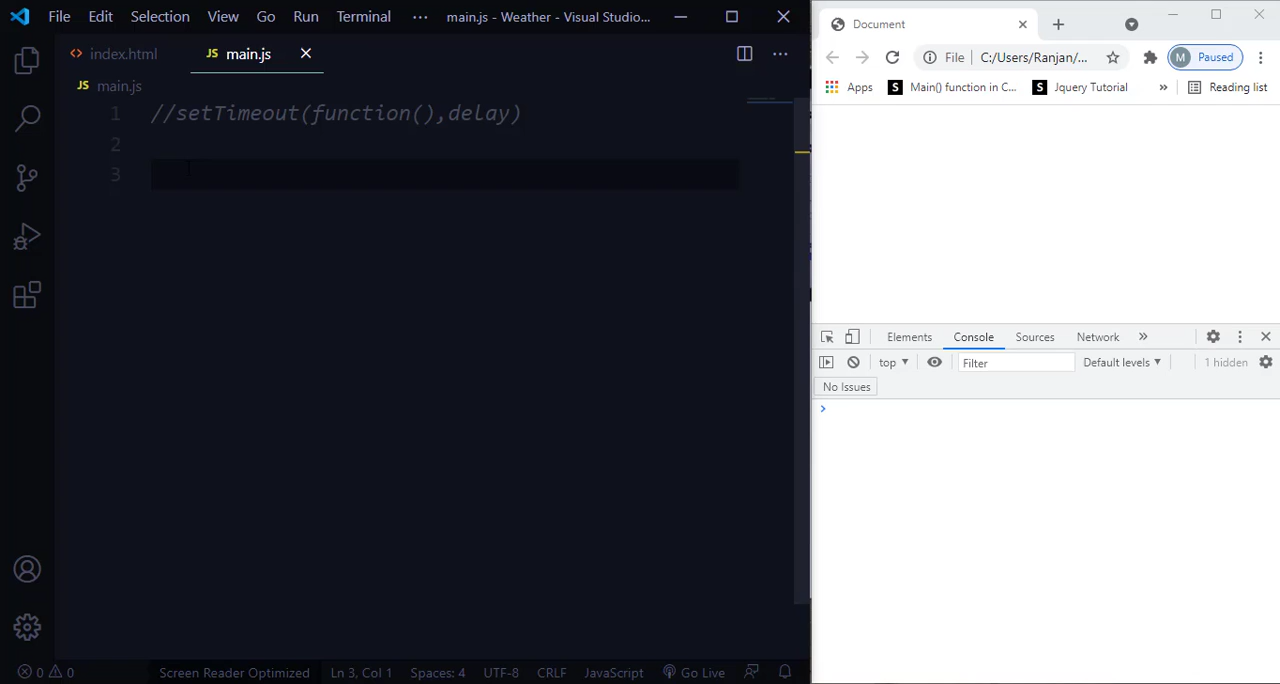 File Edit Selection View Go Run Terminal ··· main.js - Weather - Visual Studio...
index.html JS main.js
JS main.js
1 //setTimeout(function(),delay)
2
3
0 0 Screen Reader Optimized Ln 3, Col 1 Spaces: 4 UTF-8 CRLF JavaScript Go Live
Document
File C:/Users/Ranjan/... M Paused
Apps S Main() function in C... S Jquery Tutorial » Reading list
Elements Console Sources Network »
top ▼ Filter Default levels ▼ 1 hidden
No Issues